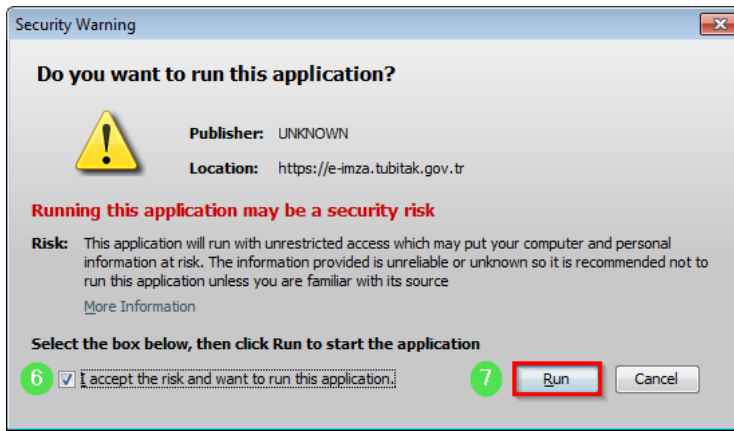 Security Warning
Do you want to run this application?
Publisher: UNKNOWN
Location: https://e-imza.tubitak.gov.tr
Running this application may be a security risk
Risk: This application will run with unrestricted access which may put your computer and personal
information at risk. The information provided is unreliable or unknown so it is recommended not to
run this application unless you are familiar with its source
More Information
Select the box below, then click Run to start the application
6 I accept the risk and want to run this application. 7 Run Cancel